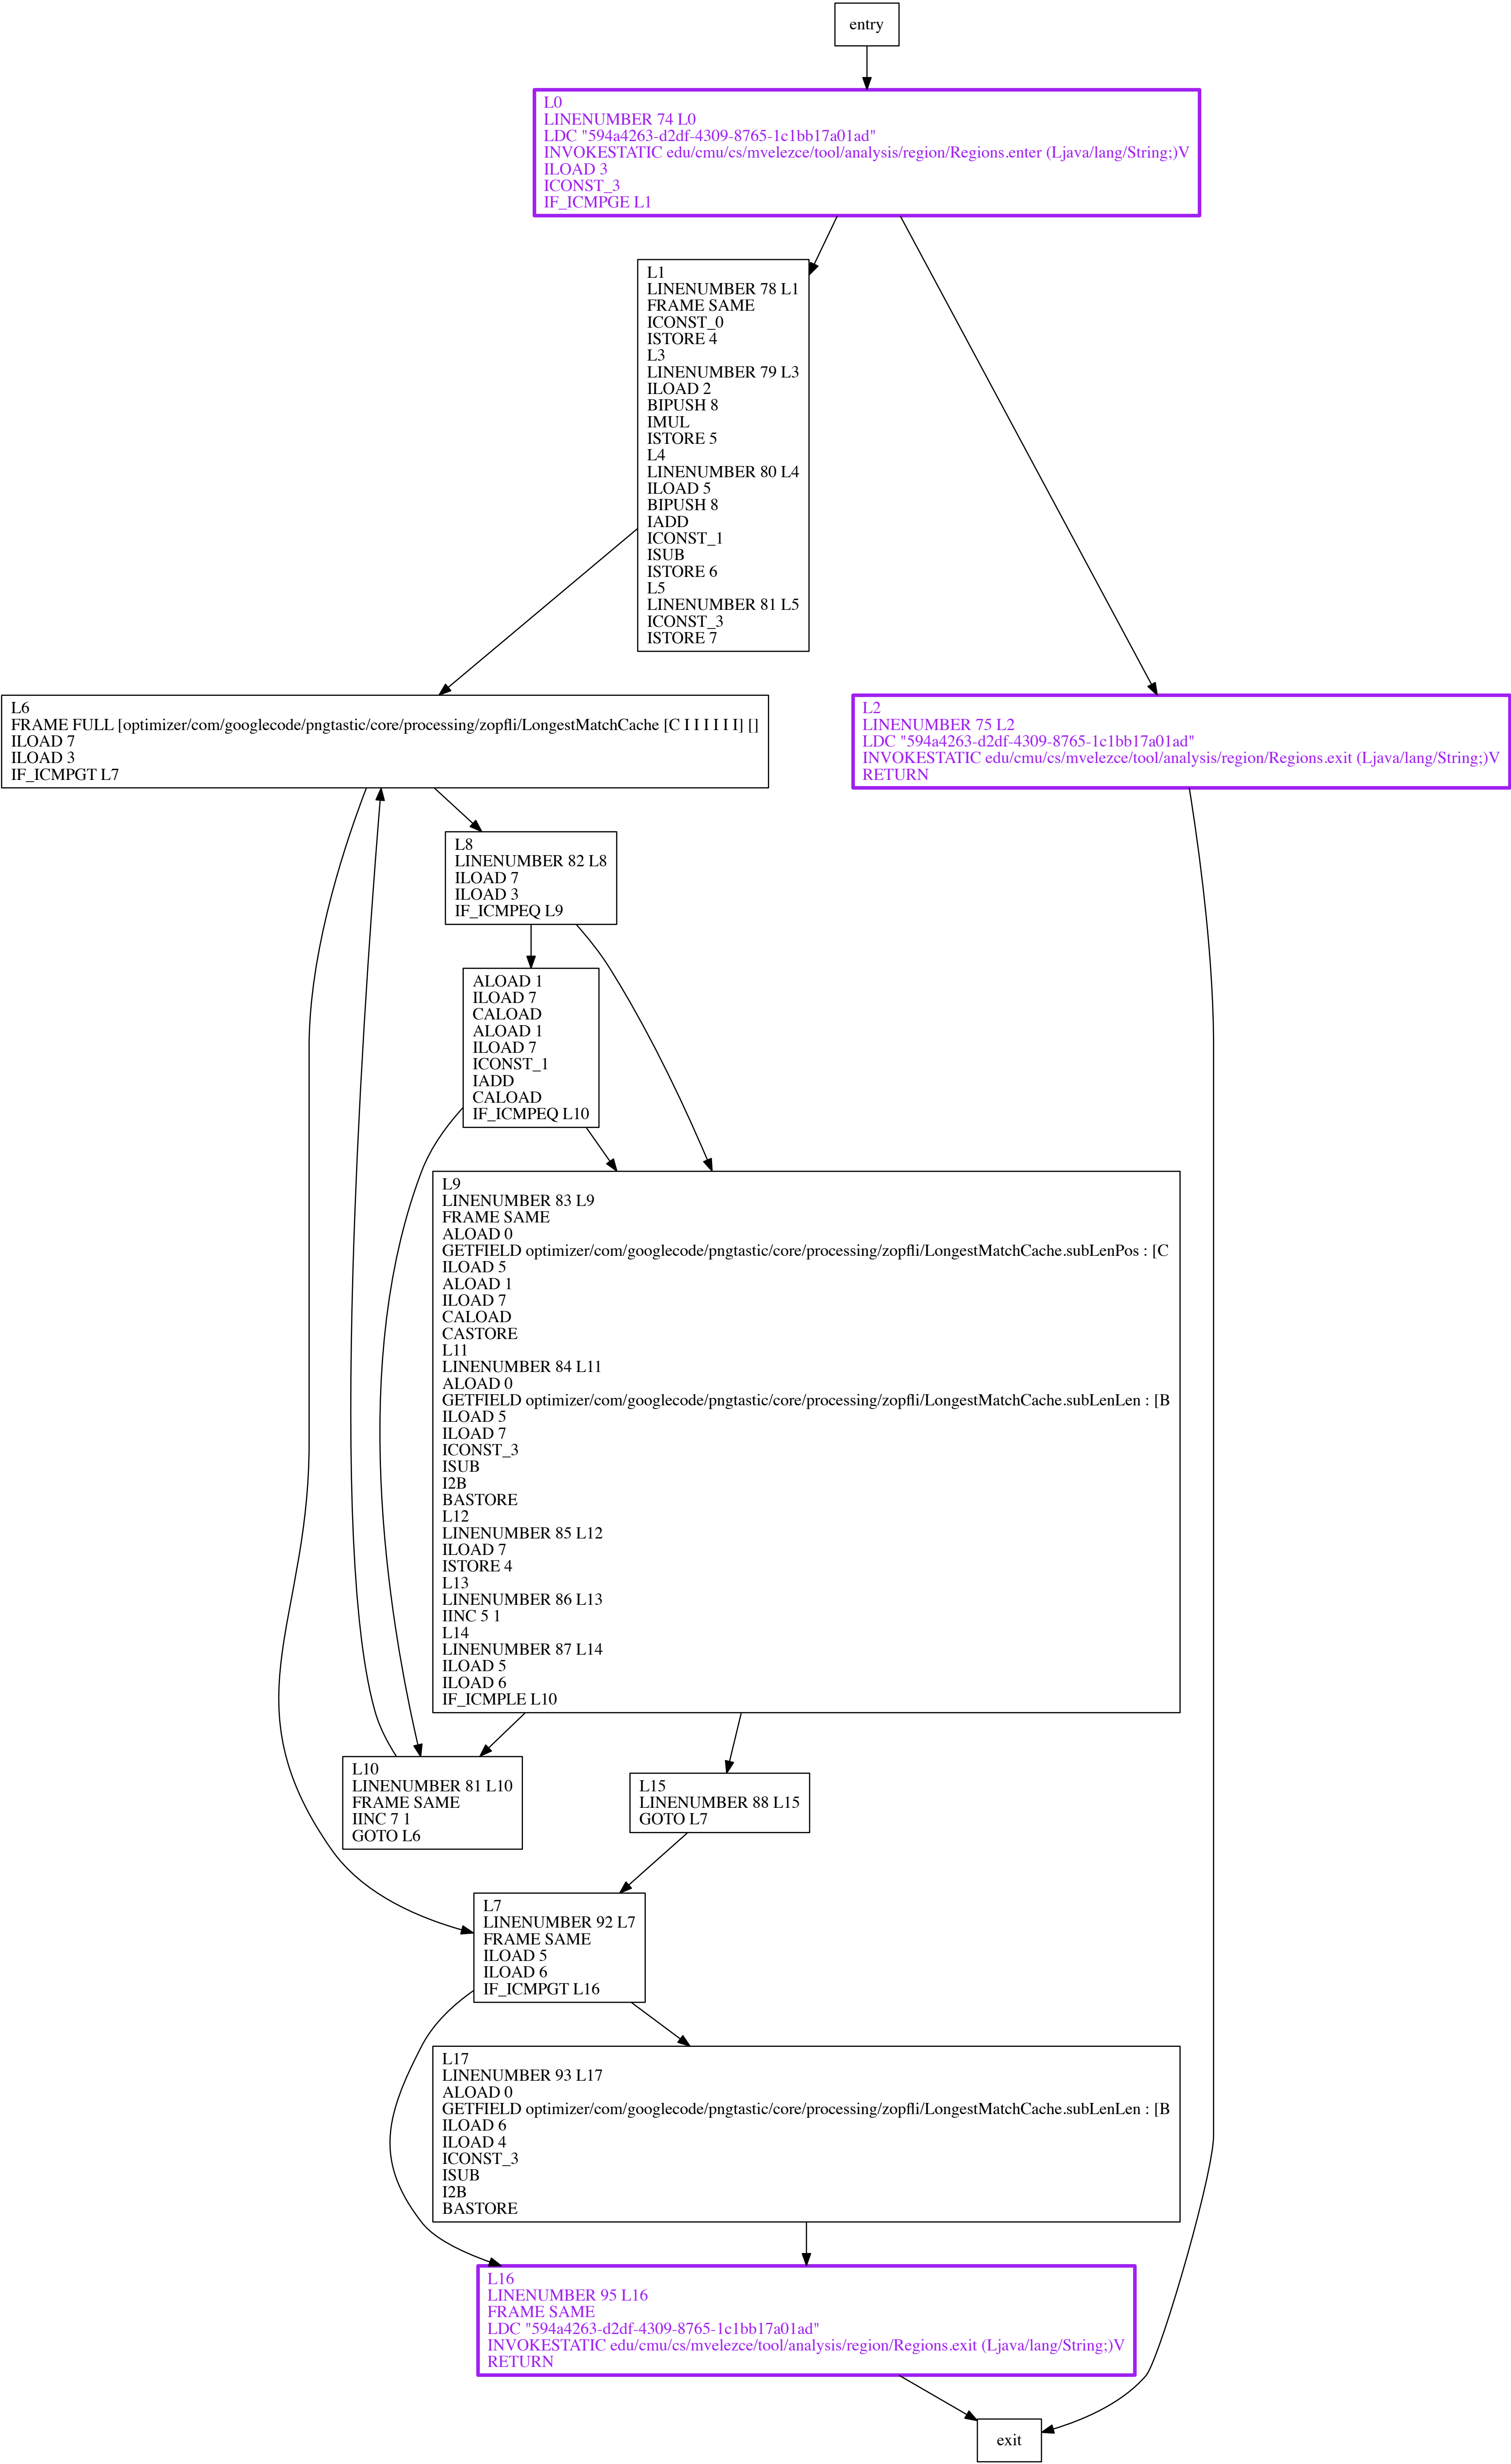 entry
L0
LINENUMBER 74 L0
LDC "594a4263-d2df-4309-8765-1c1bb17a01ad"
INVOKESTATIC edu/cmu/cs/mvelezce/tool/analysis/region/Regions.enter (Ljava/lang/String;)V
ILOAD 3
ICONST_3
IF_ICMPGE L1
L1
LINENUMBER 78 L1
FRAME SAME
ICONST_0
ISTORE 4
L3
LINENUMBER 79 L3
ILOAD 2
BIPUSH 8
IMUL
ISTORE 5
L4
LINENUMBER 80 L4
ILOAD 5
BIPUSH 8
IADD
ICONST_1
ISUB
ISTORE 6
L5
LINENUMBER 81 L5
ICONST_3
ISTORE 7
L6
FRAME FULL [optimizer/com/googlecode/pngtastic/core/processing/zopfli/LongestMatchCache [C I I I I I I] []
ILOAD 7
ILOAD 3
IF_ICMPGT L7
L2
LINENUMBER 75 L2
LDC "594a4263-d2df-4309-8765-1c1bb17a01ad"
INVOKESTATIC edu/cmu/cs/mvelezce/tool/analysis/region/Regions.exit (Ljava/lang/String;)V
RETURN
L8
LINENUMBER 82 L8
ILOAD 7
ILOAD 3
IF_ICMPEQ L9
ALOAD 1
ILOAD 7
CALOAD
ALOAD 1
ILOAD 7
ICONST_1
IADD
CALOAD
IF_ICMPEQ L10
L9
LINENUMBER 83 L9
FRAME SAME
ALOAD 0
GETFIELD optimizer/com/googlecode/pngtastic/core/processing/zopfli/LongestMatchCache.subLenPos : [C
ILOAD 5
ALOAD 1
ILOAD 7
CALOAD
CASTORE
L11
LINENUMBER 84 L11
ALOAD 0
GETFIELD optimizer/com/googlecode/pngtastic/core/processing/zopfli/LongestMatchCache.subLenLen : [B
ILOAD 5
ILOAD 7
ICONST_3
ISUB
I2B
BASTORE
L12
LINENUMBER 85 L12
ILOAD 7
ISTORE 4
L13
LINENUMBER 86 L13
IINC 5 1
L14
LINENUMBER 87 L14
ILOAD 5
ILOAD 6
IF_ICMPLE L10
L10
LINENUMBER 81 L10
FRAME SAME
IINC 7 1
GOTO L6
L15
LINENUMBER 88 L15
GOTO L7
L7
LINENUMBER 92 L7
FRAME SAME
ILOAD 5
ILOAD 6
IF_ICMPGT L16
L17
LINENUMBER 93 L17
ALOAD 0
GETFIELD optimizer/com/googlecode/pngtastic/core/processing/zopfli/LongestMatchCache.subLenLen : [B
ILOAD 6
ILOAD 4
ICONST_3
ISUB
I2B
BASTORE
L16
LINENUMBER 95 L16
FRAME SAME
LDC "594a4263-d2df-4309-8765-1c1bb17a01ad"
INVOKESTATIC edu/cmu/cs/mvelezce/tool/analysis/region/Regions.exit (Ljava/lang/String;)V
RETURN
exit